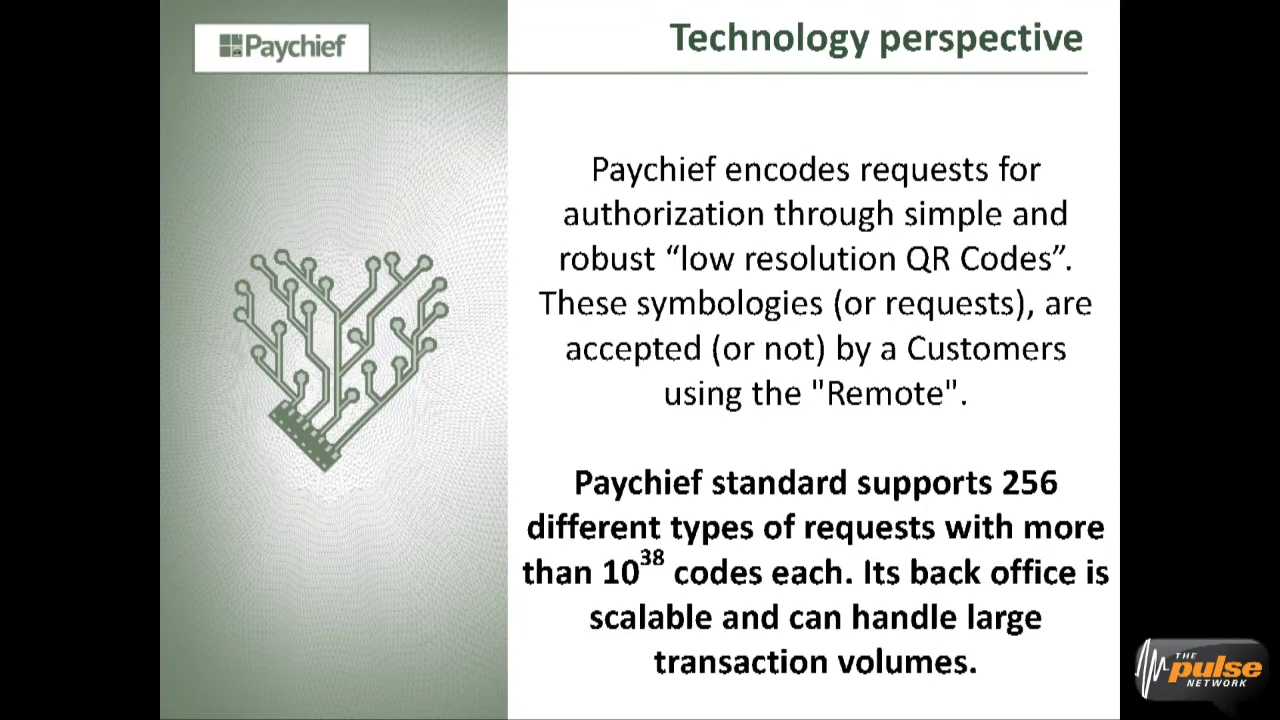 Paychief
Technology perspective
Paychief encodes requests for
authorization through simple and
robust “low resolution QR Codes”.
These symbologies (or requests), are
accepted (or not) by a Customers
using the "Remote".
Paychief standard supports 256
different types of requests with more
than 10³⁸ codes each. Its back office is
scalable and can handle large
transaction volumes.
THE
pulse
NETWORK